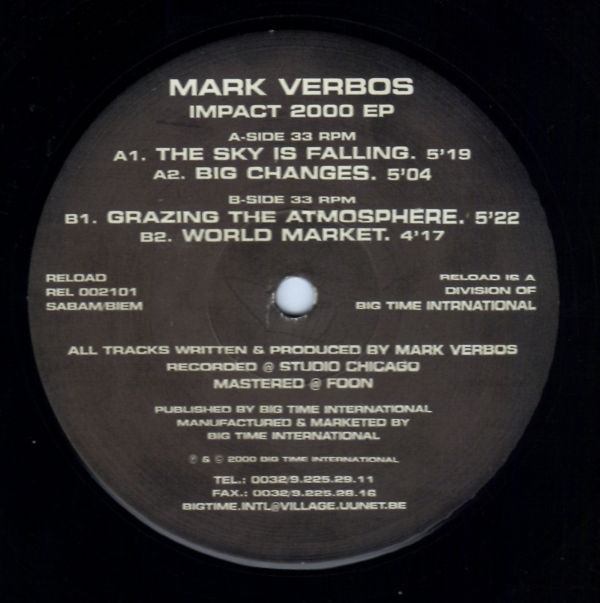 MARK VERBOS
IMPACT 2000 EP
A-SIDE 33 RPM
A1. THE SKY IS FALLING. 5'19
A2. BIG CHANGES. 5'04
B-SIDE 33 RPM
B1. GRAZING THE ATMOSPHERE. 5'22
B2. WORLD MARKET. 4'17
RELOAD
REL 002101
SABAM/BIEM
RELOAD IS A
DIVISION OF
BIG TIME INTRNATIONAL
ALL TRACKS WRITTEN & PRODUCED BY MARK VERBOS
RECORDED @ STUDIO CHICAGO
MASTERED @ FOON
PUBLISHED BY BIG TIME INTERNATIONAL
MANUFACTURED & MARKETED BY
BIG TIME INTERNATIONAL
℗ & © 2000 BIG TIME INTERNATIONAL
TEL.: 0032/9.225.29.11
FAX.: 0032/9.225.28.16
BIGTIME.INTL@VILLAGE.UUNET.BE